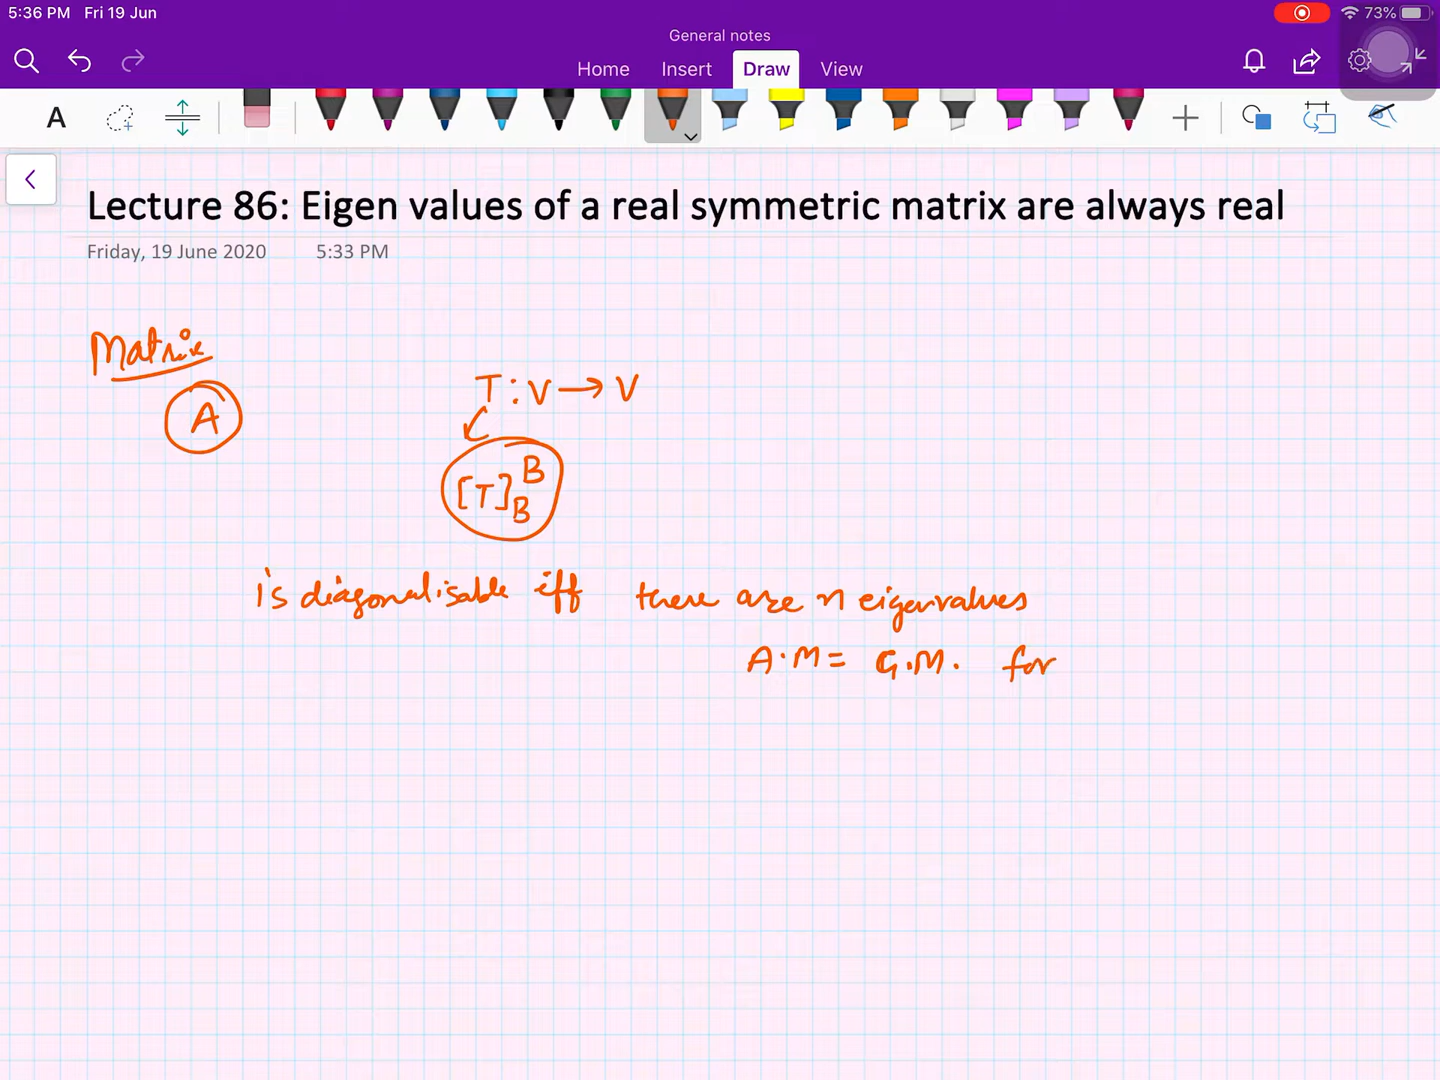 5:36 PM Fri 19 Jun
73%
General notes
Home Insert Draw View
A
Lecture 86: Eigen values of a real symmetric matrix are always real
Friday, 19 June 2020 5:33 PM
Matrix
T : V → V
A
[T]_B^B
is diagonalisable iff there are n eigenvalues
A.M = G.M. for